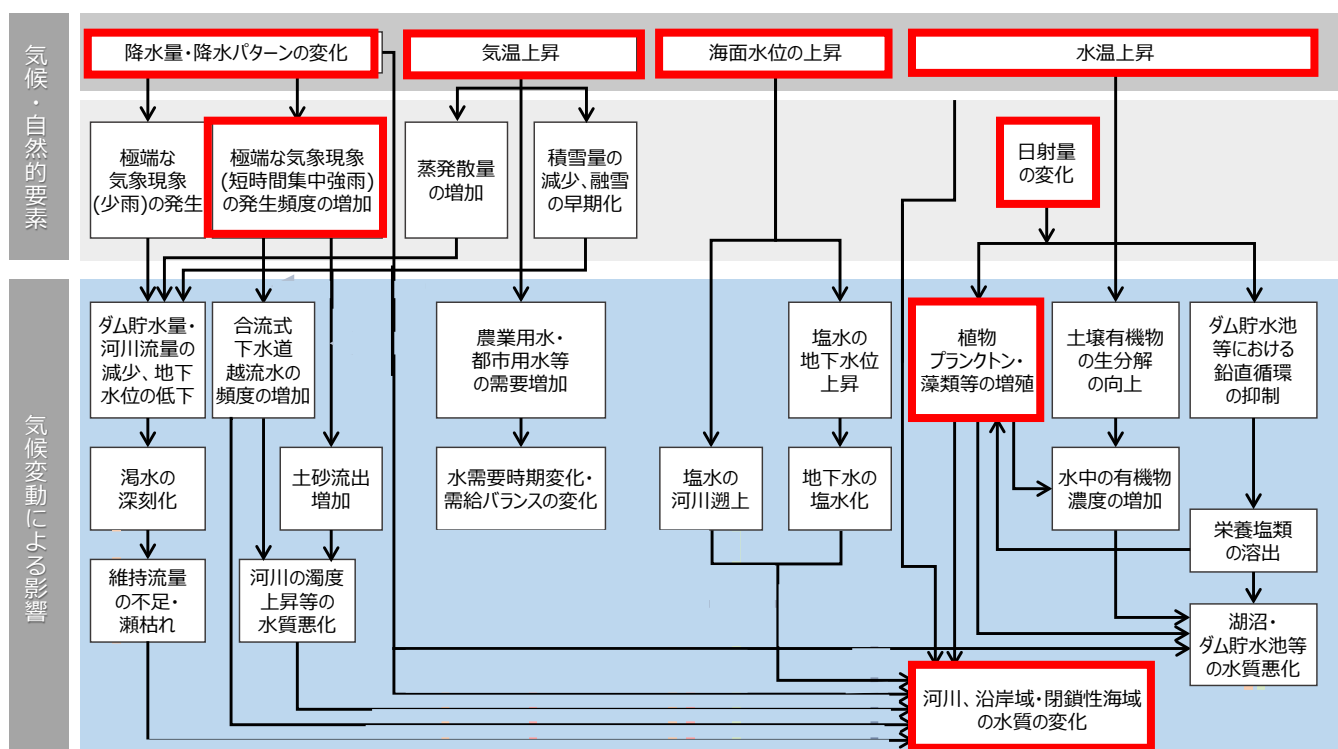 気候・自然的要素
降水量・降水パターンの変化
気温上昇
海面水位の上昇
水温上昇
極端な
気象現象
(少雨)の発生
極端な気象現象
(短時間集中強雨)
の発生頻度の増加
蒸発散量
の増加
積雪量の
減少、融雪
の早期化
日射量
の変化
気候変動による影響
ダム貯水量・
河川流量の
減少、地下
水位の低下
合流式
下水道
越流水の
頻度の増加
農業用水・
都市用水等
の需要増加
塩水の
地下水位
上昇
植物
プランクトン・
藻類等の増殖
土壌有機物
の生分解
の向上
ダム貯水池
等における
鉛直循環
の抑制
渇水の
深刻化
土砂流出
増加
水需要時期変化・
需給バランスの変化
塩水の
河川遡上
地下水の
塩水化
水中の有機物
濃度の増加
栄養塩類
の溶出
維持流量
の不足・
瀬枯れ
河川の濁度
上昇等の
水質悪化
湖沼・
ダム貯水池等
の水質悪化
河川、沿岸域・閉鎖性海域
の水質の変化